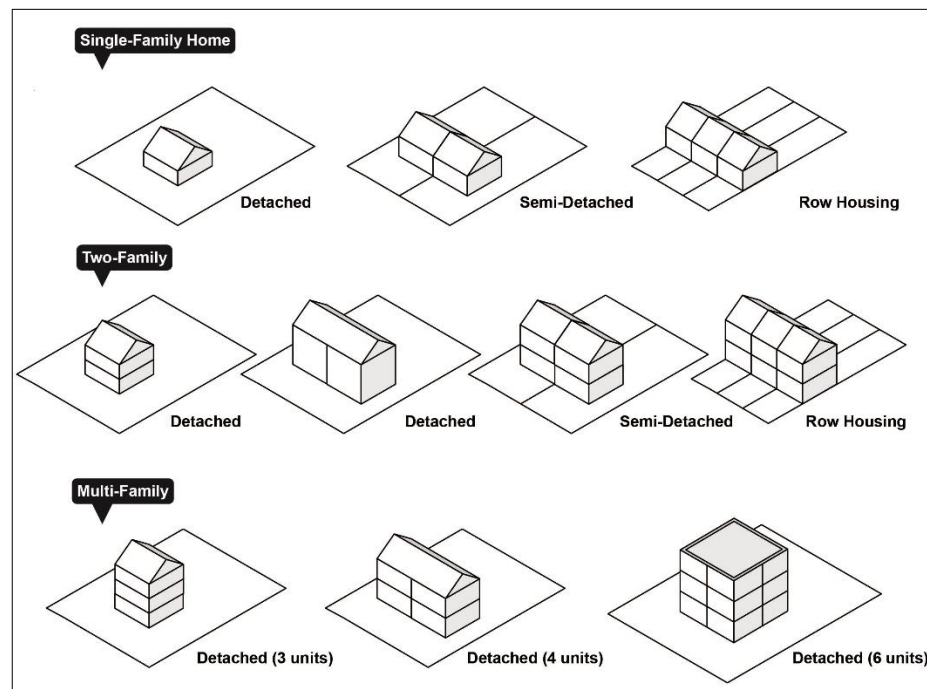 Single-Family Home
Detached
Semi-Detached
Row Housing
Two-Family
Detached
Detached
Semi-Detached
Row Housing
Multi-Family
Detached (3 units)
Detached (4 units)
Detached (6 units)